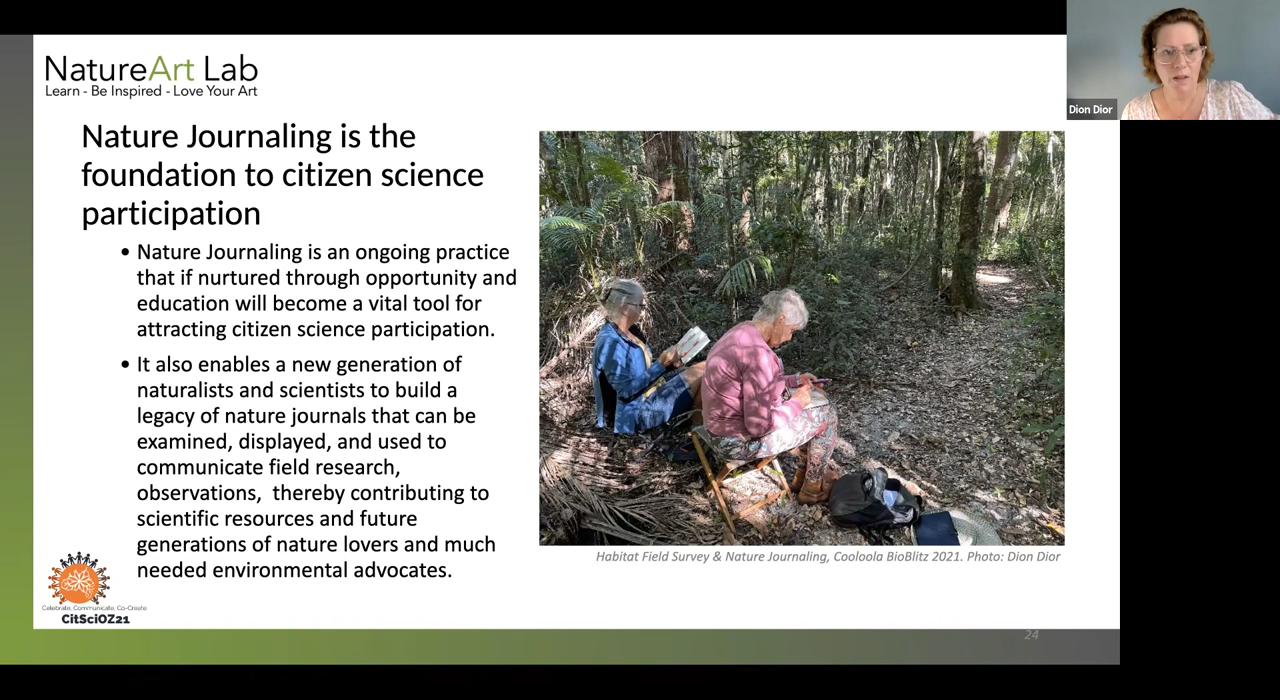 NatureArt Lab
Learn - Be Inspired - Love Your Art
Dion Dior
Nature Journaling is the
foundation to citizen science
participation
• Nature Journaling is an ongoing practice
that if nurtured through opportunity and
education will become a vital tool for
attracting citizen science participation.
• It also enables a new generation of
naturalists and scientists to build a
legacy of nature journals that can be
examined, displayed, and used to
communicate field research,
observations,  thereby contributing to
scientific resources and future
generations of nature lovers and much
needed environmental advocates.
Habitat Field Survey & Nature Journaling, Cooloola BioBlitz 2021. Photo: Dion Dior
Celebrate, Communicate, Co-Create
CitSciOZ21
24